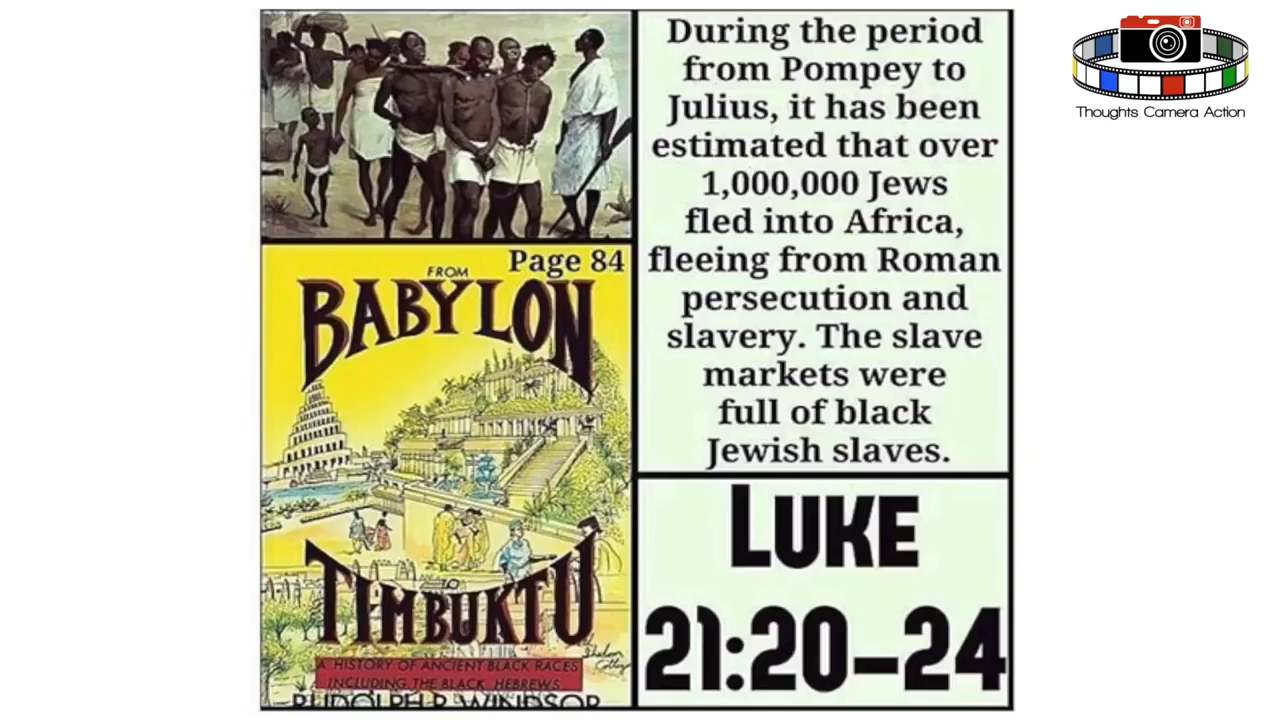 During the period
from Pompey to
Julius, it has been
estimated that over
1,000,000 Jews
fled into Africa,
fleeing from Roman
persecution and
slavery. The slave
markets were
full of black
Jewish slaves.
Page 84
FROM
BABYLON
TO
TIMBUKTU
A HISTORY OF ANCIENT BLACK RACES
INCLUDING THE BLACK HEBREWS
RUDOLPH R. WINDSOR
LUKE
21:20-24
Thoughts Camera Action